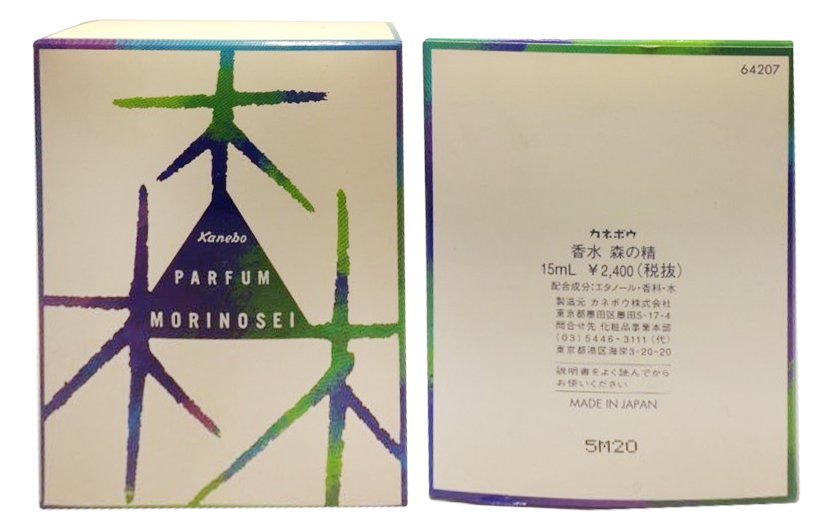 Kanebo
PARFUM
MORINOSEI
64207
カネボウ
香水 森の精
15mL ￥2,400(税抜)
配合成分:エタノール・香料・水
製造元 カネボウ株式会社
東京都墨田区墨田5-17-4
問合せ先 化粧品事業本部
(03)5446-3111(代)
東京都港区海岸3-20-20
説明書をよく読んでから
お使いください
MADE IN JAPAN
5M20